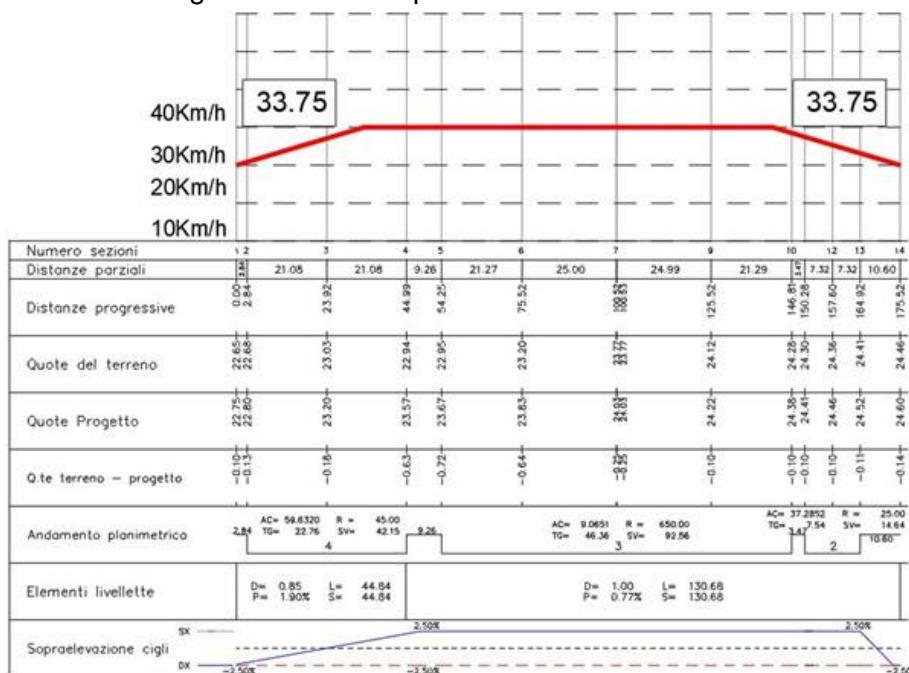 40Km/h 33.75 33.75
30Km/h
20Km/h
10Km/h
Numero sezioni 1 2 3 4 5 6 7 9 10 12 13 14
Distanze parziali 2.84 21.08 21.08 9.26 21.27 25.00 24.99 21.29 3.47 7.32 7.32 10.60
Distanze progressive 0.00 2.84 23.92 44.99 54.25 75.52 125.52 146.81 150.28 157.60 164.92 175.52
Quote del terreno 22.65 22.68 23.03 22.94 22.95 23.20 24.12 24.28 24.30 24.36 24.41 24.46
Quote Progetto 22.75 22.80 23.20 23.57 23.67 23.83 24.22 24.38 24.41 24.46 24.52 24.60
Q.te terreno – progetto -0.10 -0.13 -0.18 -0.63 -0.72 -0.64 -0.10 -0.10 -0.10 -0.10 -0.11 -0.14
AC= 59.6320 R = 45.00 AC= 9.0651 R = 650.00 AC= 37.2852 R = 25.00
Andamento planimetrico 2.84 TG= 22.76 SV= 42.15 9.26 TG= 46.36 SV= 92.56 TG= 7.54 SV= 14.64
3.47 10.60
4 3 2
Elementi livellette D= 0.85 L= 44.84 D= 1.00 L= 130.68
P= 1.90% S= 44.84 P= 0.77% S= 130.68
SX 2.50% 2.50%
Sopraelevazione cigli
DX -2.50% -2.50%